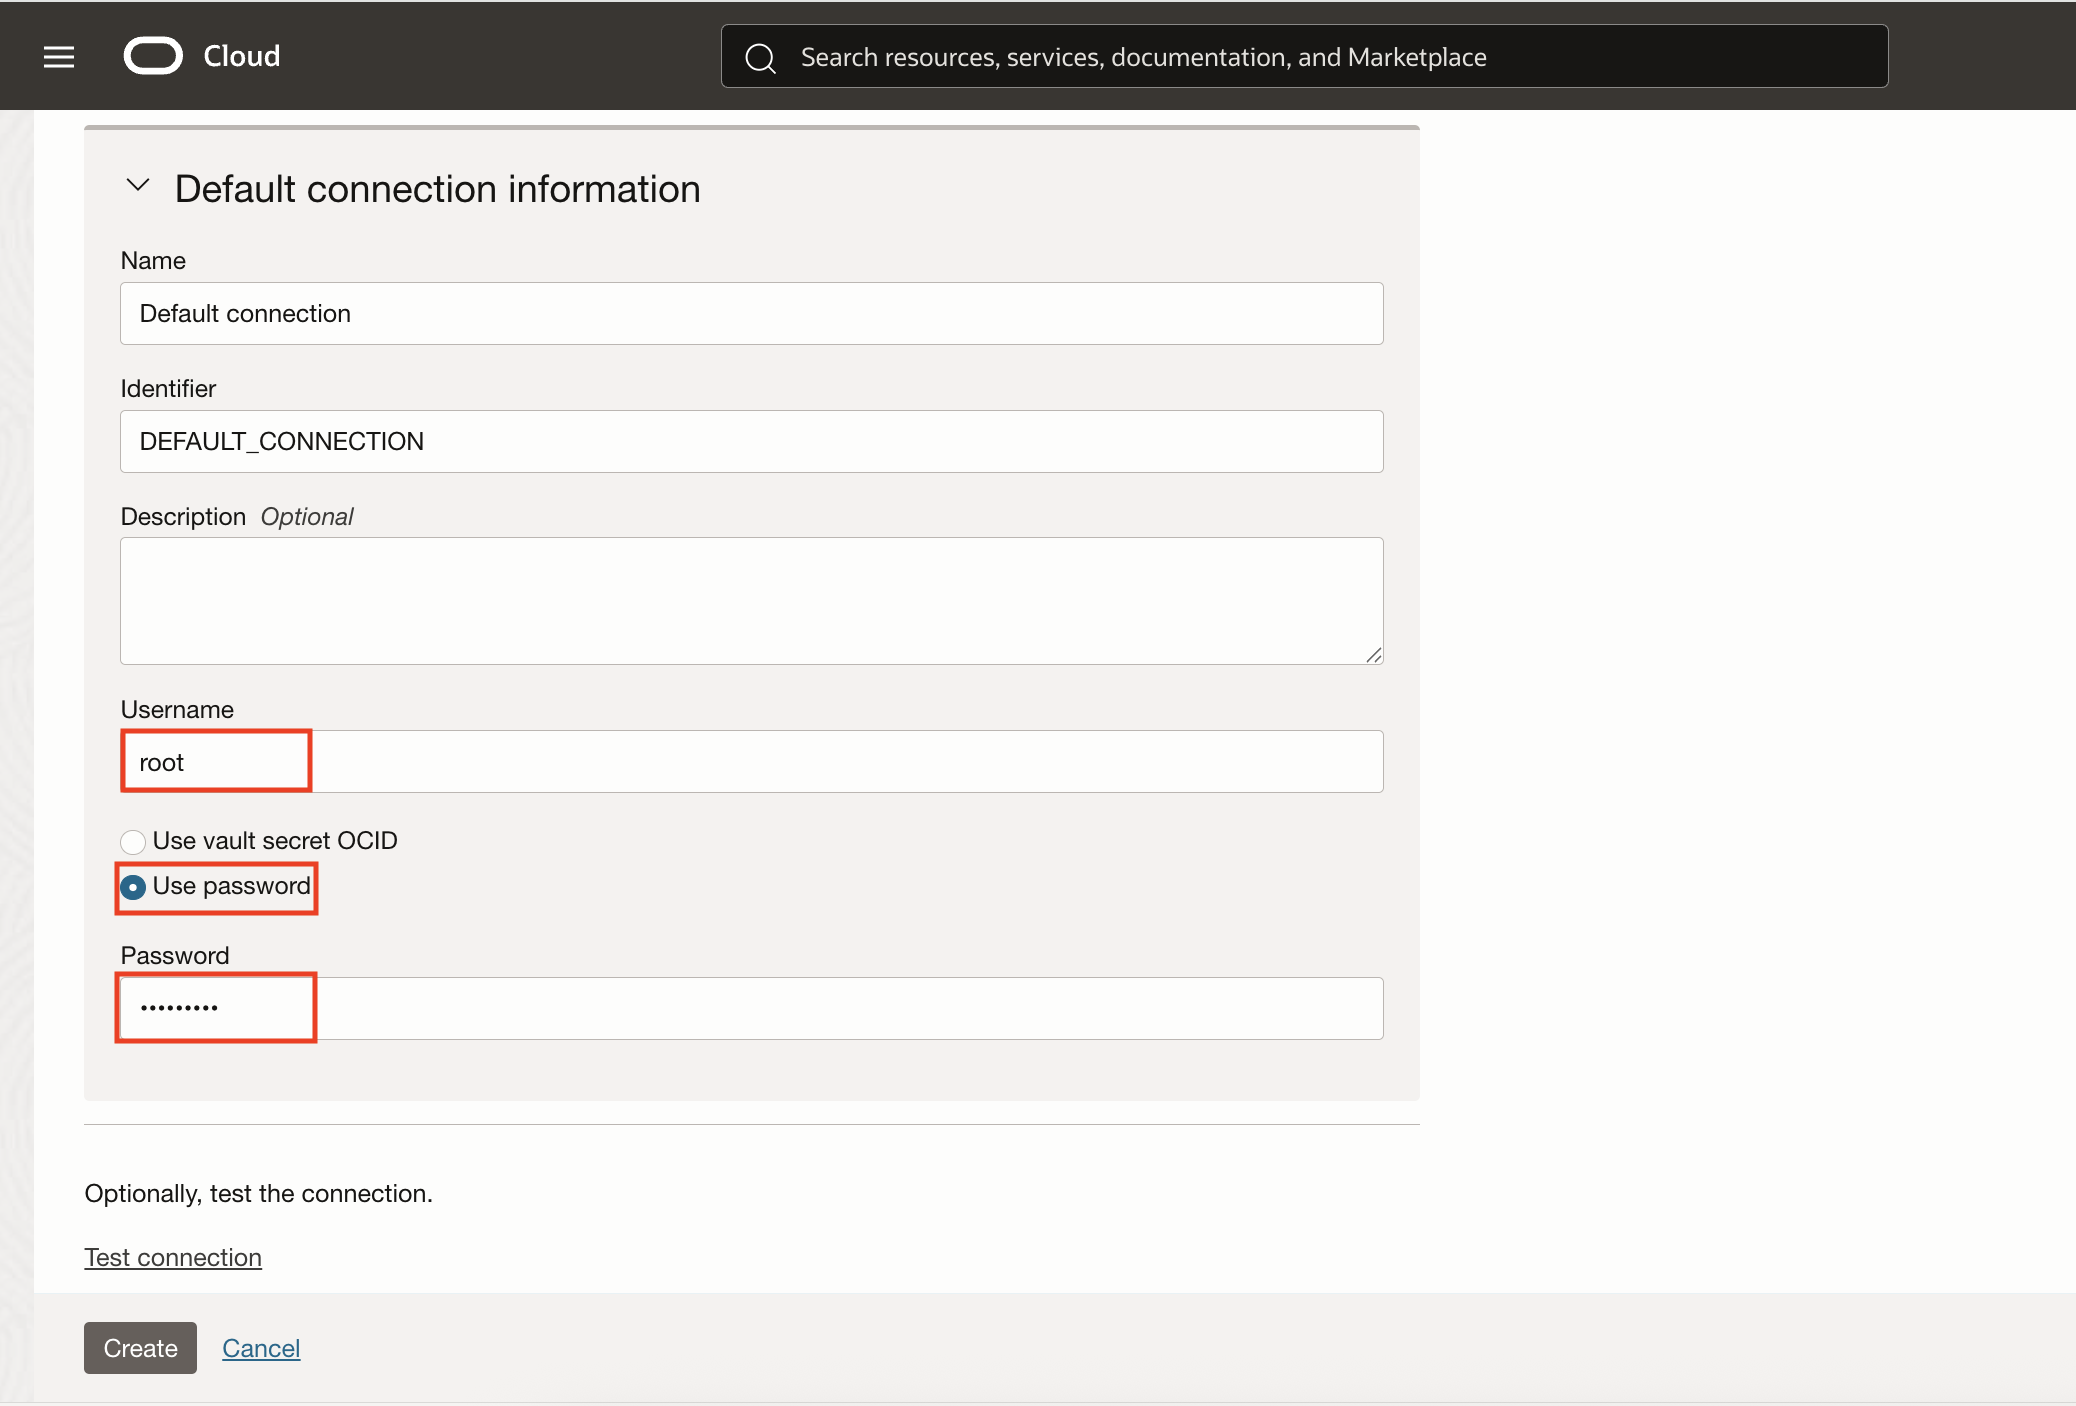 Cloud
Search resources, services, documentation, and Marketplace
Default connection information
Name
Default connection
Identifier
DEFAULT_CONNECTION
Description Optional
Username
root
Use vault secret OCID
Use password
Password
•••••••••
Optionally, test the connection.
Test connection
Create Cancel